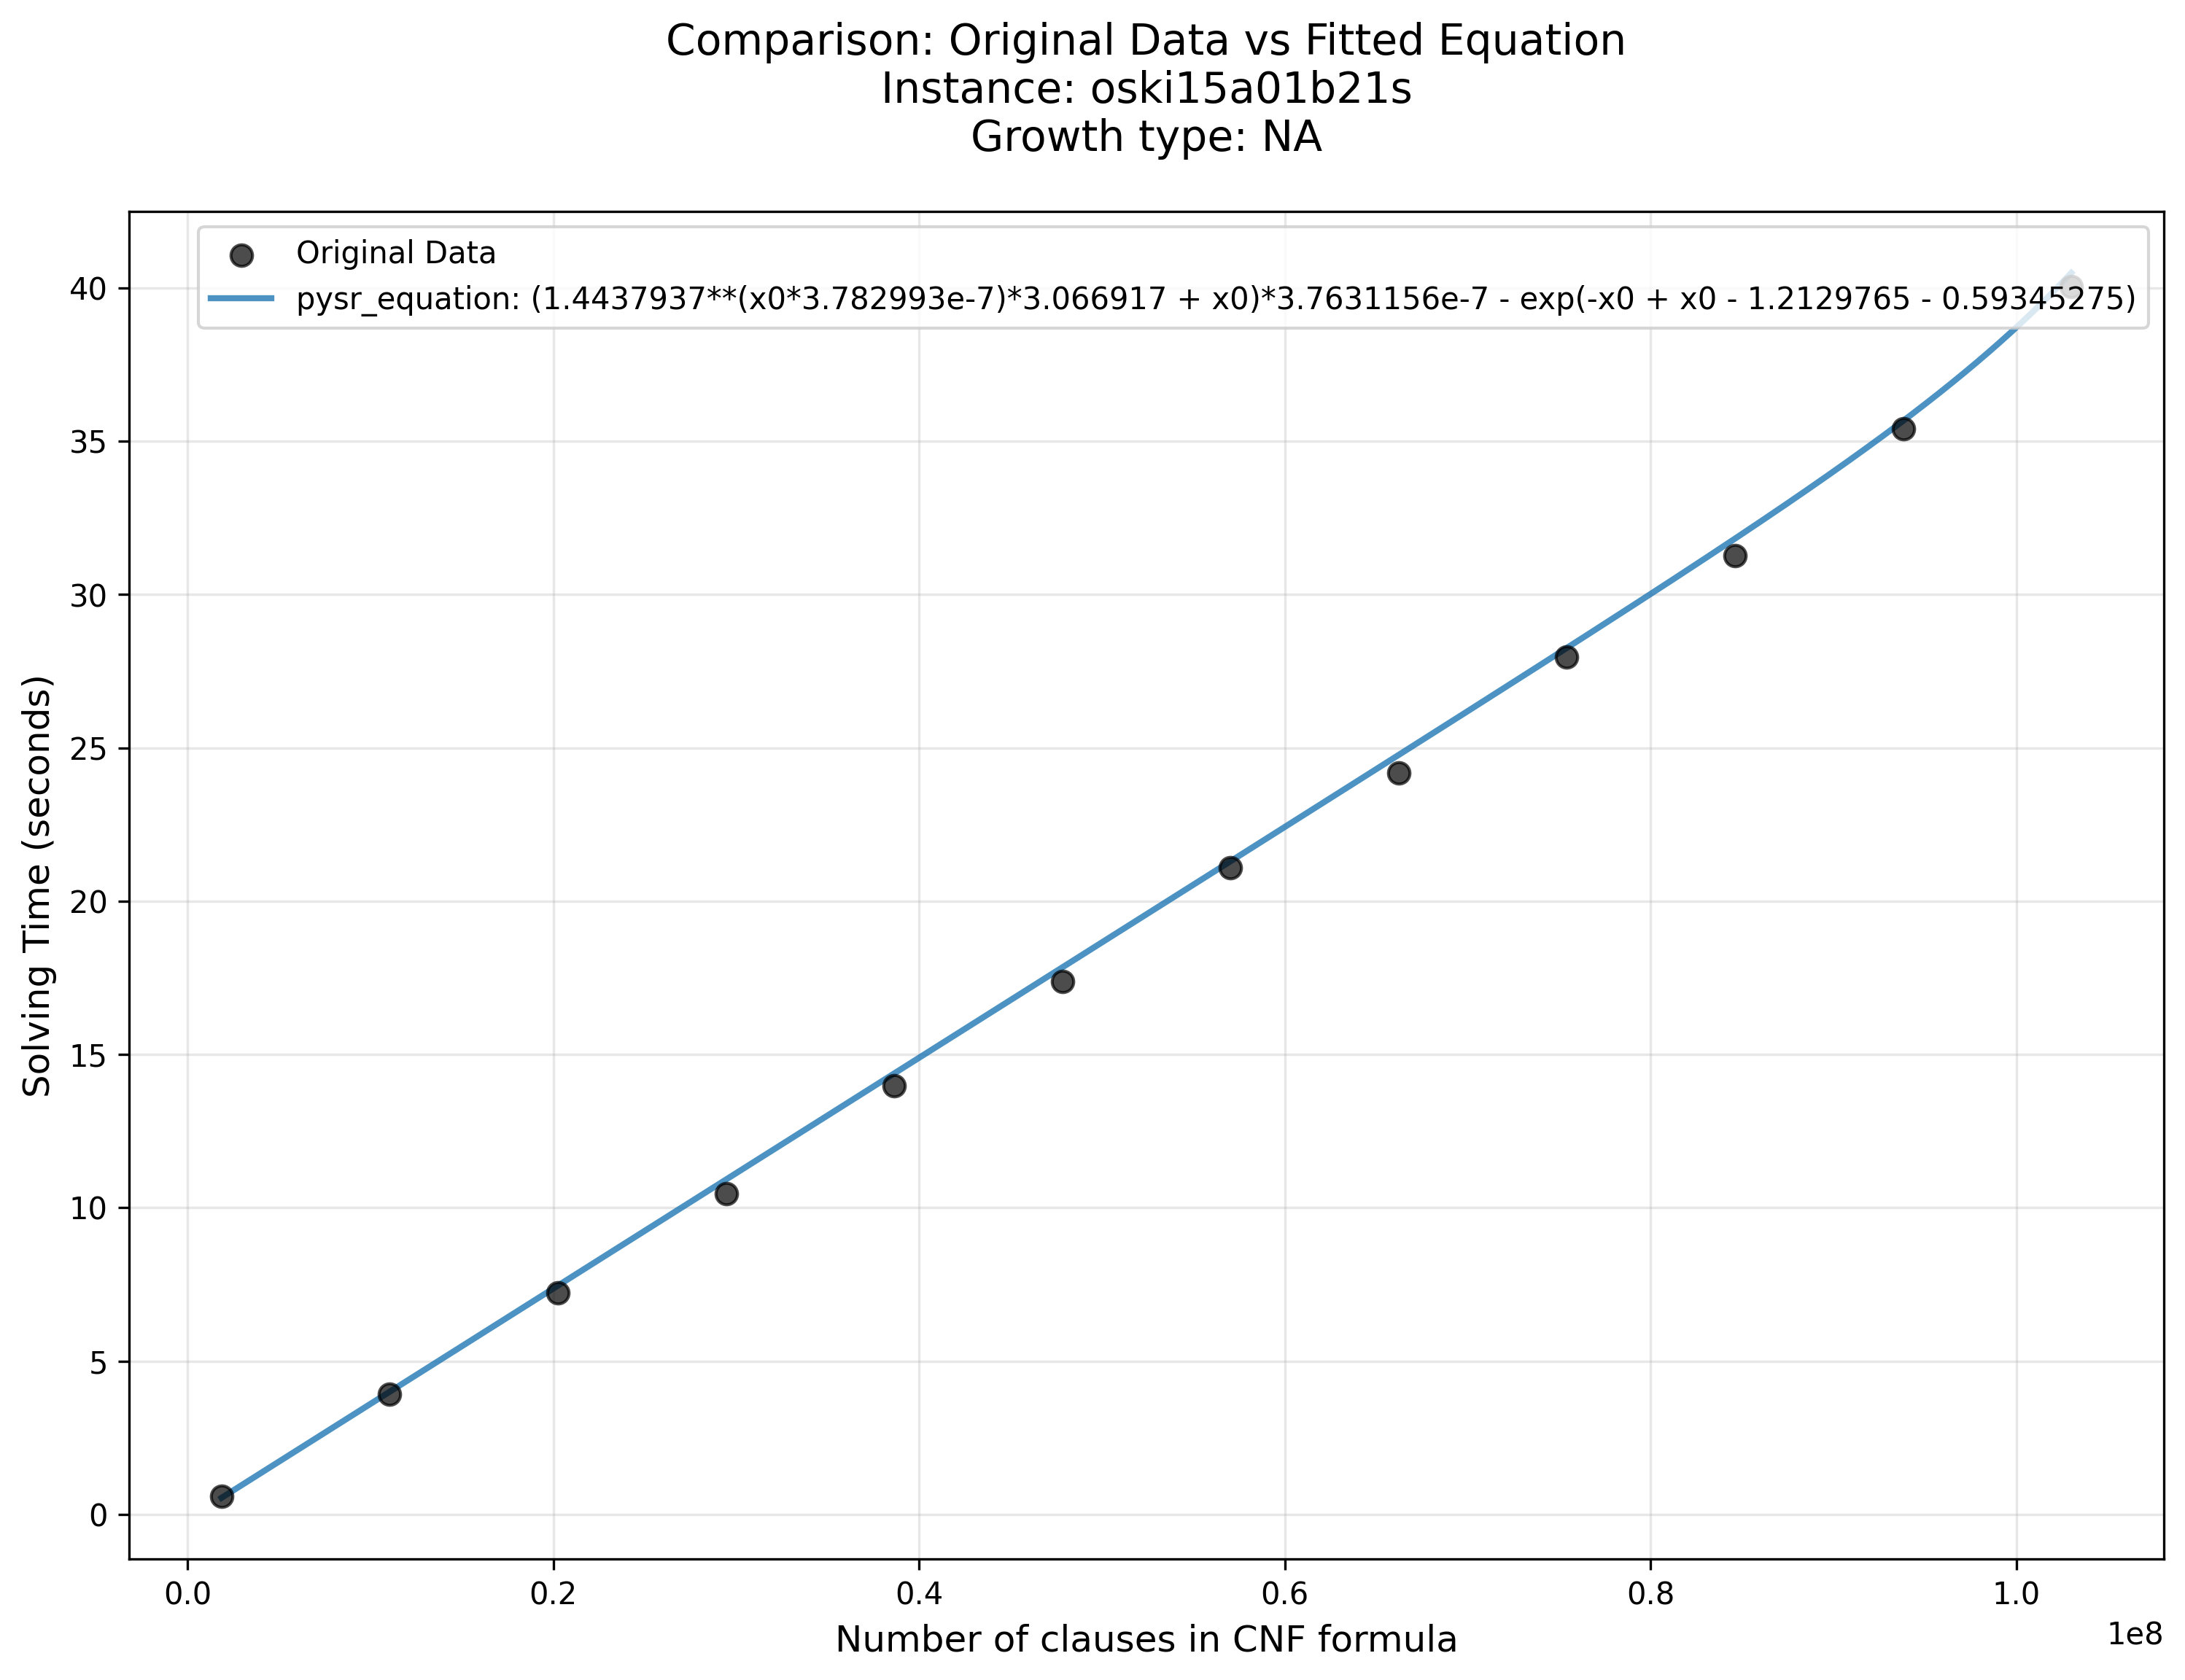 Comparison: Original Data vs Fitted Equation
Instance: oski15a01b21s
Growth type: NA
Original Data
pysr_equation: (1.4437937**(x0*3.782993e-7)*3.066917 + x0)*3.7631156e-7 - exp(-x0 + x0 - 1.2129765 - 0.59345275)
40
35
30
25
20
15
10
5
0
Solving Time (seconds)
0.0 0.2 0.4 0.6 0.8 1.0
1e8
Number of clauses in CNF formula